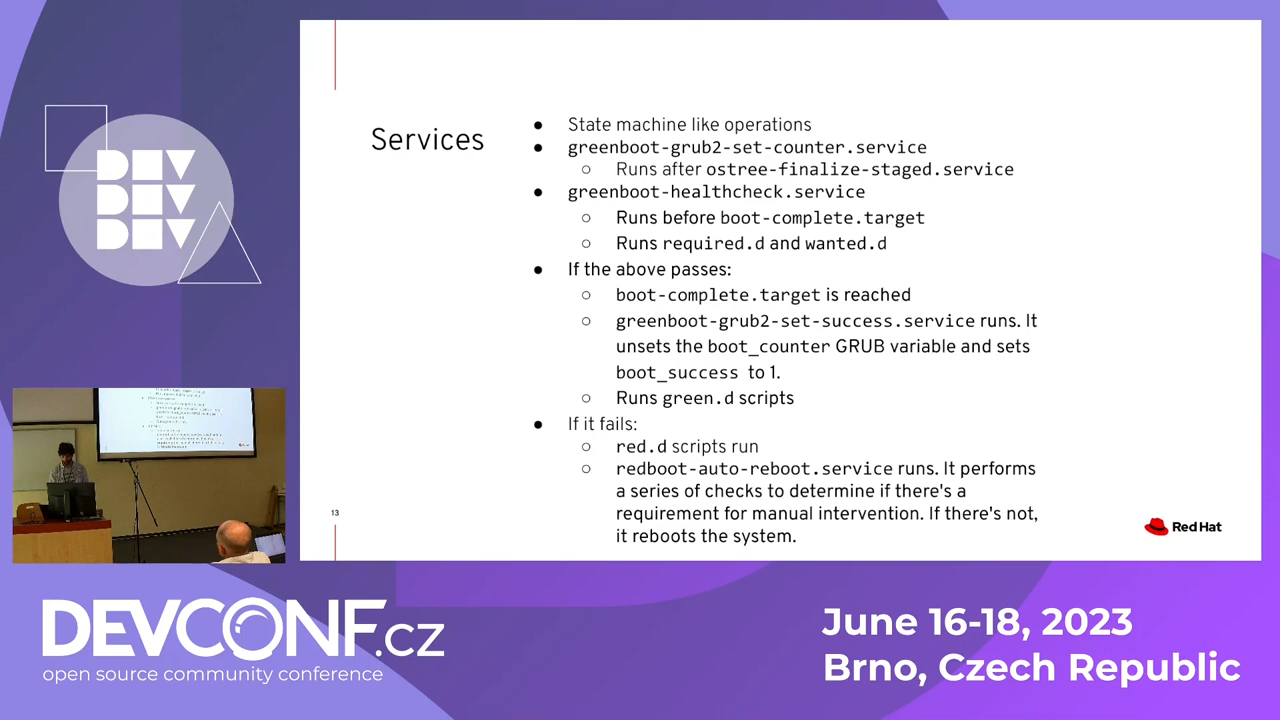 DEV
DEV
DEV
Services
State machine like operations
greenboot-grub2-set-counter.service
Runs after ostree-finalize-staged.service
greenboot-healthcheck.service
Runs before boot-complete.target
Runs required.d and wanted.d
If the above passes:
boot-complete.target is reached
greenboot-grub2-set-success.service runs. It
unsets the boot_counter GRUB variable and sets
boot_success to 1.
Runs green.d scripts
If it fails:
red.d scripts run
redboot-auto-reboot.service runs. It performs
a series of checks to determine if there's a
requirement for manual intervention. If there's not,
it reboots the system.
13
Red Hat
DEVCONF.cz
open source community conference
June 16-18, 2023
Brno, Czech Republic